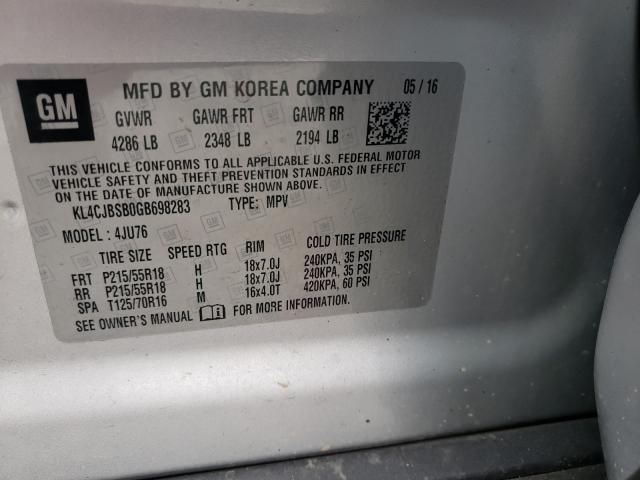 GM
MFD BY GM KOREA COMPANY 05 / 16
GVWR GAWR FRT GAWR RR
4286 LB 2348 LB 2194 LB
THIS VEHICLE CONFORMS TO ALL APPLICABLE U.S. FEDERAL MOTOR
VEHICLE SAFETY AND THEFT PREVENTION STANDARDS IN EFFECT
ON THE DATE OF MANUFACTURE SHOWN ABOVE.
KL4CJBSB0GB698283 TYPE: MPV
MODEL : 4JU76
TIRE SIZE SPEED RTG RIM COLD TIRE PRESSURE
FRT P215/55R18 H 18x7.0J 240KPA, 35 PSI
RR P215/55R18 H 18x7.0J 240KPA, 35 PSI
SPA T125/70R16 M 16x4.0T 420KPA, 60 PSI
SEE OWNER'S MANUAL FOR MORE INFORMATION.